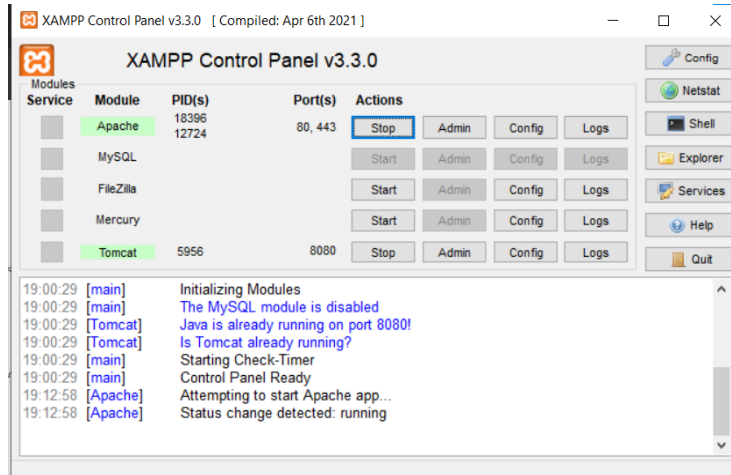 XAMPP Control Panel v3.3.0 [ Compiled: Apr 6th 2021 ]
XAMPP Control Panel v3.3.0
Config
Modules
Service Module PID(s) Port(s) Actions
Netstat
Apache 18396 12724 80, 443 Stop Admin Config Logs
Shell
MySQL Start Admin Config Logs
Explorer
FileZilla Start Admin Config Logs
Services
Mercury Start Admin Config Logs
Help
Tomcat 5956 8080 Stop Admin Config Logs
Quit
19:00:29 [main] Initializing Modules
19:00:29 [main] The MySQL module is disabled
19:00:29 [Tomcat] Java is already running on port 8080!
19:00:29 [Tomcat] Is Tomcat already running?
19:00:29 [main] Starting Check-Timer
19:00:29 [main] Control Panel Ready
19:12:58 [Apache] Attempting to start Apache app...
19:12:58 [Apache] Status change detected: running